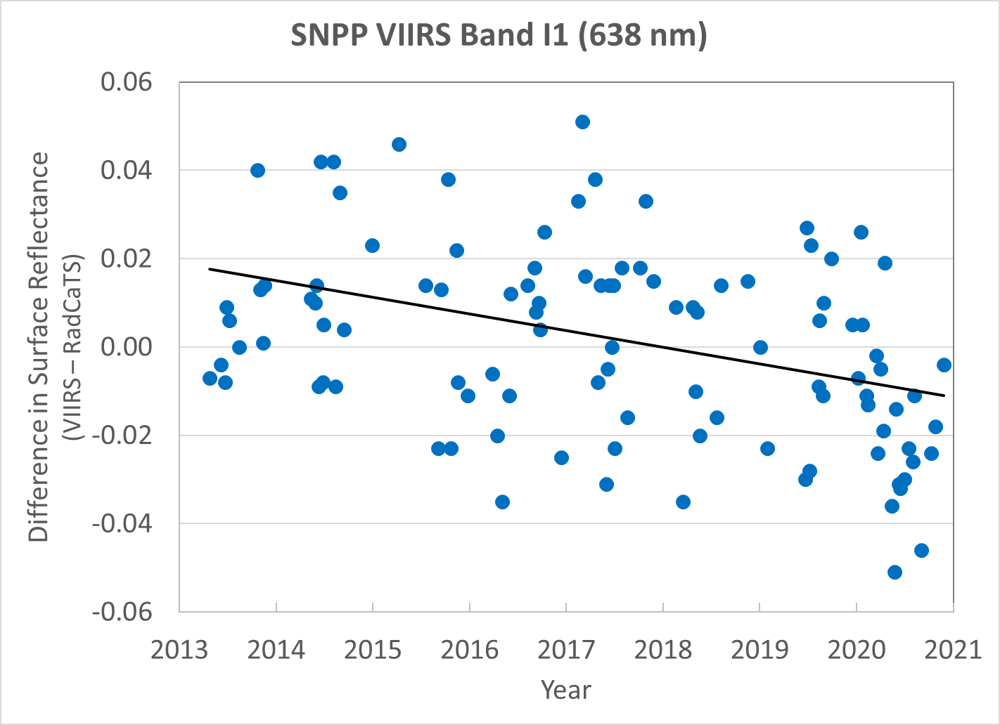 SNPP VIIRS Band I1 (638 nm)
Difference in Surface Reflectance
(VIIRS – RadCaTS)
0.06
0.04
0.02
0.00
-0.02
-0.04
-0.06
2013 2014 2015 2016 2017 2018 2019 2020 2021
Year